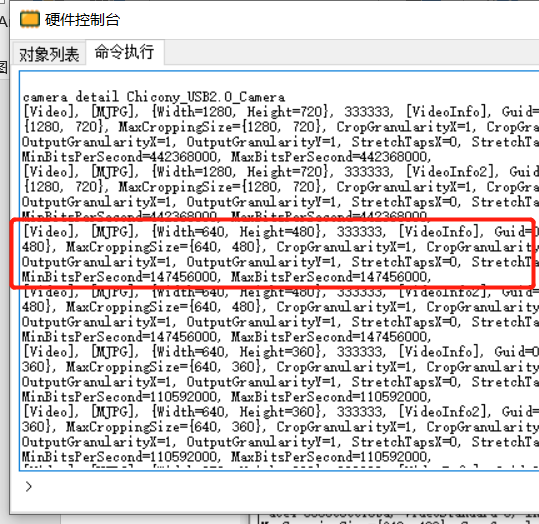 硬件控制台
对象列表 命令执行
camera detail Chicony_USB2.0_Camera
[Video], [MJPG], {Width=1280, Height=720}, 333333, [VideoInfo], Guid=
{1280, 720}, MaxCroppingSize={1280, 720}, CropGranularityX=1, CropGra
OutputGranularityX=1, OutputGranularityY=1, StretchTapsX=0, StretchTa
MinBitsPerSecond=442368000, MaxBitsPerSecond=442368000,
[Video], [MJPG], {Width=1280, Height=720}, 333333, [VideoInfo2], Guid
{1280, 720}, MaxCroppingSize={1280, 720}, CropGranularityX=1, CropGra
OutputGranularityX=1, OutputGranularityY=1, StretchTapsX=0, StretchTa
MinBitsPerSecond=442368000, MaxBitsPerSecond=442368000,
[Video], [MJPG], {Width=640, Height=480}, 333333, [VideoInfo], Guid=0
480}, MaxCroppingSize={640, 480}, CropGranularityX=1, CropGranularity
OutputGranularityX=1, OutputGranularityY=1, StretchTapsX=0, StretchTa
MinBitsPerSecond=147456000, MaxBitsPerSecond=147456000,
[Video], [MJPG], {Width=640, Height=480}, 333333, [VideoInfo2], Guid=
480}, MaxCroppingSize={640, 480}, CropGranularityX=1, CropGranularity
OutputGranularityX=1, OutputGranularityY=1, StretchTapsX=0, StretchTa
MinBitsPerSecond=147456000, MaxBitsPerSecond=147456000,
[Video], [MJPG], {Width=640, Height=360}, 333333, [VideoInfo], Guid=0
360}, MaxCroppingSize={640, 360}, CropGranularityX=1, CropGranularity
OutputGranularityX=1, OutputGranularityY=1, StretchTapsX=0, StretchTa
MinBitsPerSecond=110592000, MaxBitsPerSecond=110592000,
[Video], [MJPG], {Width=640, Height=360}, 333333, [VideoInfo2], Guid=
360}, MaxCroppingSize={640, 360}, CropGranularityX=1, CropGranularity
OutputGranularityX=1, OutputGranularityY=1, StretchTapsX=0, StretchTa
MinBitsPerSecond=110592000, MaxBitsPerSecond=110592000,
>